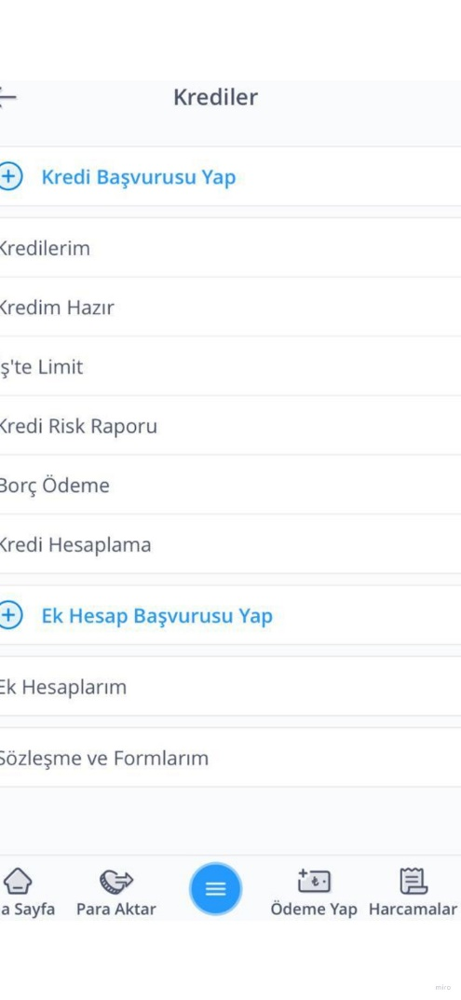 Krediler
Kredi Başvurusu Yap
Kredilerim
Kredim Hazır
ş'te Limit
Kredi Risk Raporu
Borç Ödeme
Kredi Hesaplama
Ek Hesap Başvurusu Yap
Ek Hesaplarım
Sözleşme ve Formlarım
a Sayfa Para Aktar Ödeme Yap Harcamalar
miro